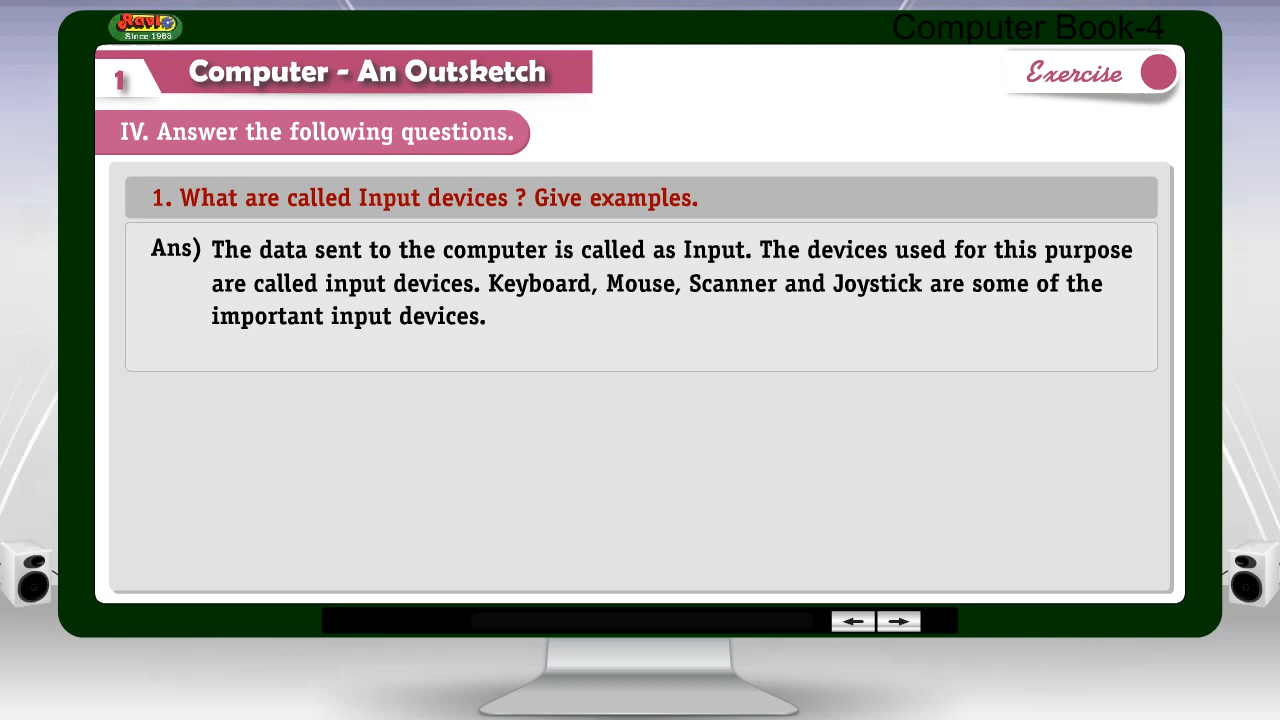 Ravi
Since 1988
Computer Book-4
1
Computer - An Outsketch
Exercise
IV. Answer the following questions.
1. What are called Input devices ? Give examples.
Ans) The data sent to the computer is called as Input. The devices used for this purpose
are called input devices. Keyboard, Mouse, Scanner and Joystick are some of the
important input devices.